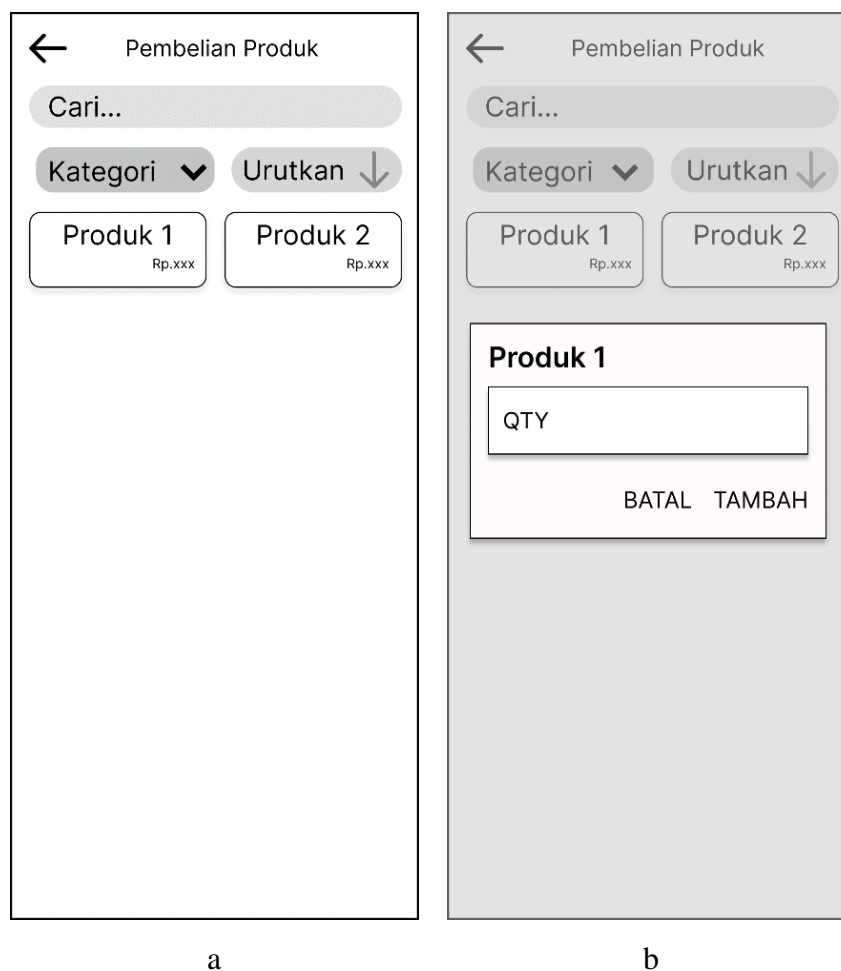 Pembelian Produk
Cari...
Kategori Urutkan
Produk 1 Produk 2
Rp.xxx Rp.xxx
a
Pembelian Produk
Cari...
Kategori Urutkan
Produk 1 Produk 2
Rp.xxx Rp.xxx
Produk 1
QTY
BATAL TAMBAH
b